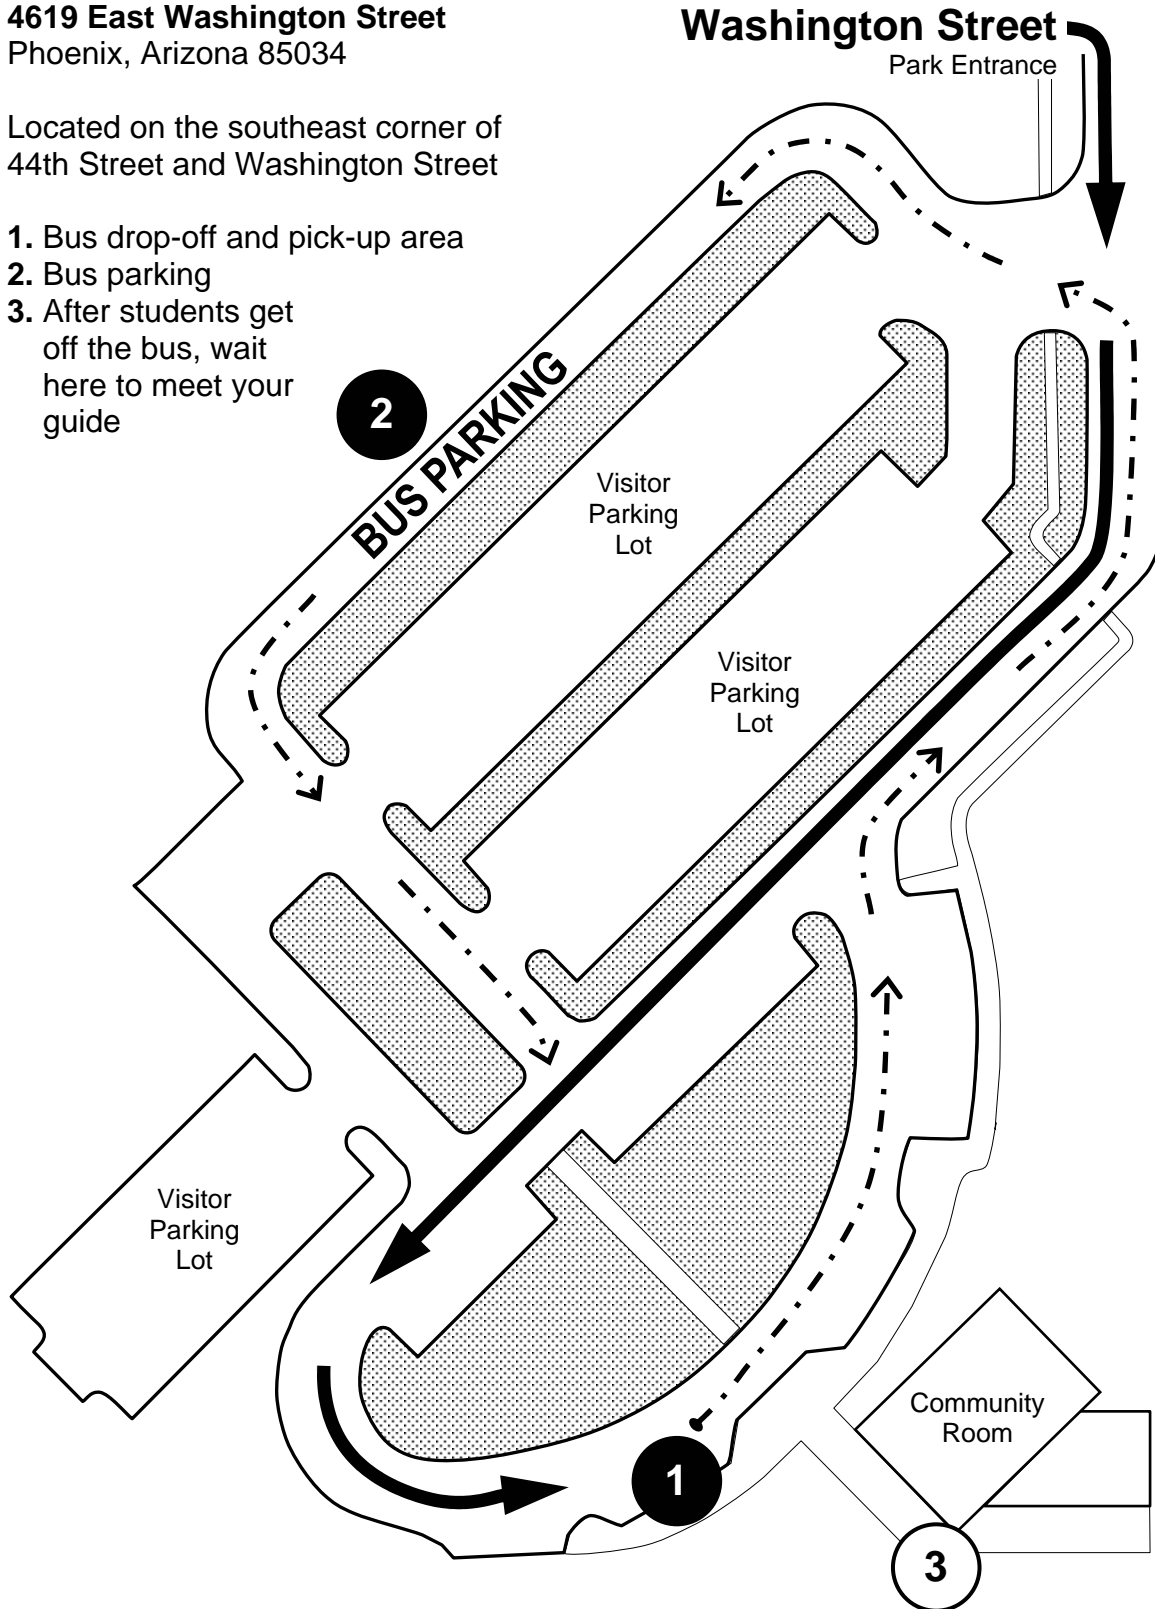 4619 East Washington Street
Phoenix, Arizona 85034
Located on the southeast corner of
44th Street and Washington Street
1. Bus drop-off and pick-up area
2. Bus parking
3. After students get
off the bus, wait
here to meet your
guide
Washington Street
Park Entrance
2
BUS PARKING
Visitor
Parking
Lot
Visitor
Parking
Lot
Visitor
Parking
Lot
Community
Room
1
3